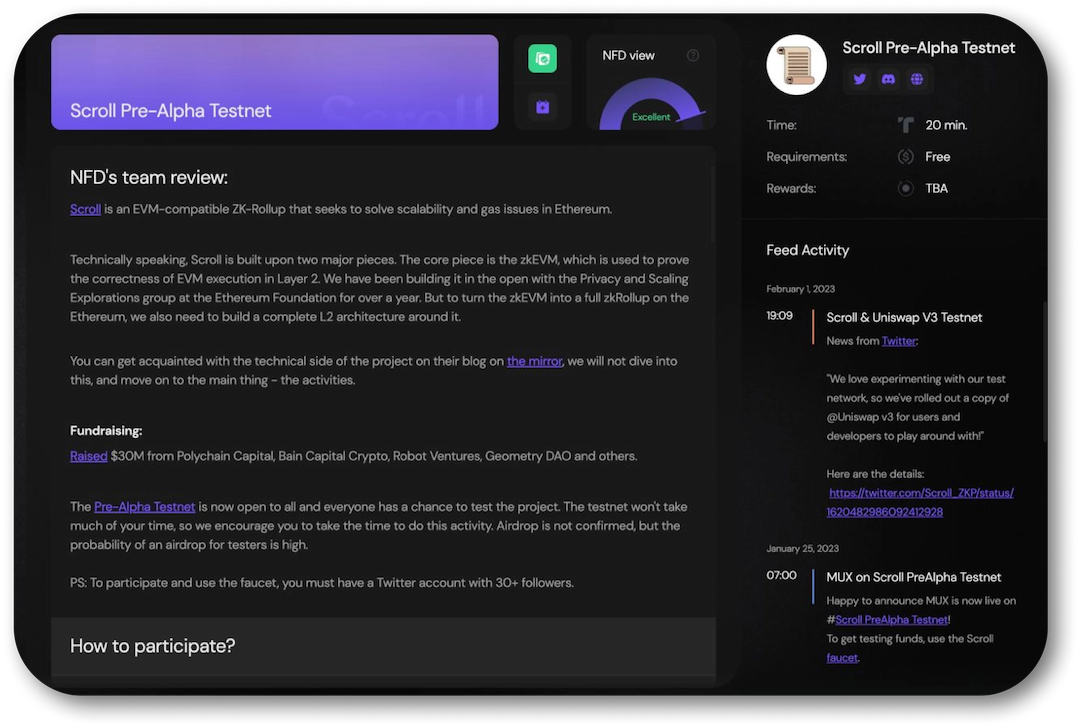 Scroll Pre-Alpha Testnet
Scroll
NFD view
?
Excellent
NFD's team review:
Scroll is an EVM-compatible ZK-Rollup that seeks to solve scalability and gas issues in Ethereum.
Technically speaking, Scroll is built upon two major pieces. The core piece is the zkEVM, which is used to prove
the correctness of EVM execution in Layer 2. We have been building it in the open with the Privacy and Scaling
Explorations group at the Ethereum Foundation for over a year. But to turn the zkEVM into a full zkRollup on the
Ethereum, we also need to build a complete L2 architecture around it.
You can get acquainted with the technical side of the project on their blog on the mirror, we will not dive into
this, and move on to the main thing - the activities.
Fundraising:
Raised $30M from Polychain Capital, Bain Capital Crypto, Robot Ventures, Geometry DAO and others.
The Pre-Alpha Testnet is now open to all and everyone has a chance to test the project. The testnet won't take
much of your time, so we encourage you to take the time to do this activity. Airdrop is not confirmed, but the
probability of an airdrop for testers is high.
PS: To participate and use the faucet, you must have a Twitter account with 30+ followers.
How to participate?
Scroll Pre-Alpha Testnet
Time: 20 min.
Requirements: Free
Rewards: TBA
Feed Activity
February 1, 2023
19:09 Scroll & Uniswap V3 Testnet
News from Twitter:
"We love experimenting with our test
network, so we've rolled out a copy of
@Uniswap v3 for users and
developers to play around with!"
Here are the details:
https://twitter.com/Scroll_ZKP/status/
1620482986092412928
January 25, 2023
07:00 MUX on Scroll PreAlpha Testnet
Happy to announce MUX is now live on
#Scroll PreAlpha Testnet!
To get testing funds, use the Scroll
faucet.